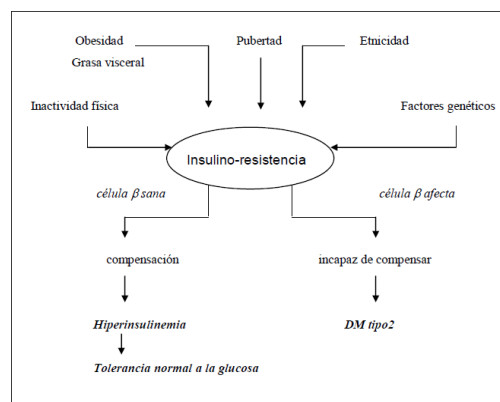 Obesidad
Grasa visceral
Pubertad
Etnicidad
Inactividad física
Factores genéticos
Insulino-resistencia
célula β sana
célula β afecta
compensación
incapaz de compensar
Hiperinsulinemia
DM tipo2
Tolerancia normal a la glucosa